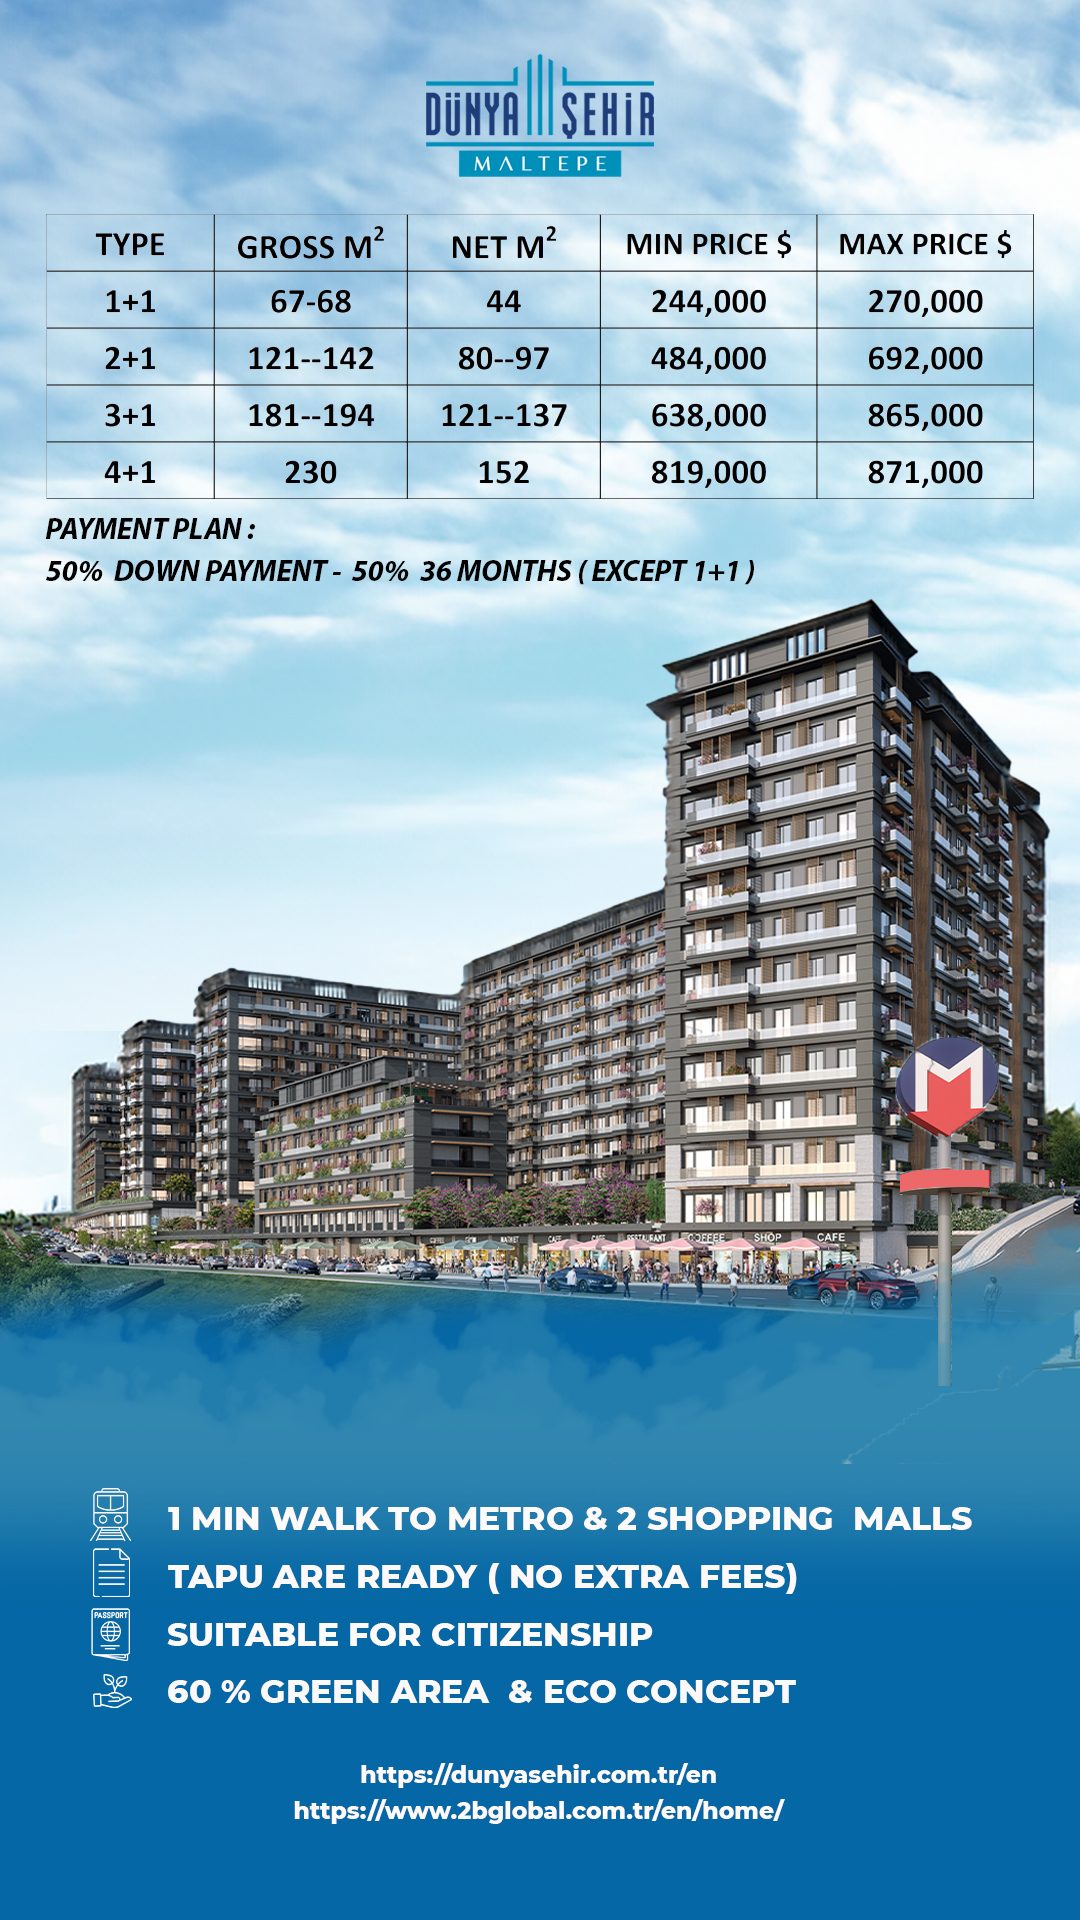 DÜNYA ŞEHİR
MALTEPE
TYPE GROSS M² NET M² MIN PRICE $ MAX PRICE $
1+1 67-68 44 244,000 270,000
2+1 121--142 80--97 484,000 692,000
3+1 181--194 121--137 638,000 865,000
4+1 230 152 819,000 871,000
PAYMENT PLAN :
50% DOWN PAYMENT - 50% 36 MONTHS ( EXCEPT 1+1 )
M
COFFEE MARKET CAFE CAFE RESTAURANT COFFEE SHOP CAFE
1 MIN WALK TO METRO & 2 SHOPPING MALLS
TAPU ARE READY ( NO EXTRA FEES)
PASSPORT
SUITABLE FOR CITIZENSHIP
60 % GREEN AREA & ECO CONCEPT
https://dunyasehir.com.tr/en
https://www.2bglobal.com.tr/en/home/